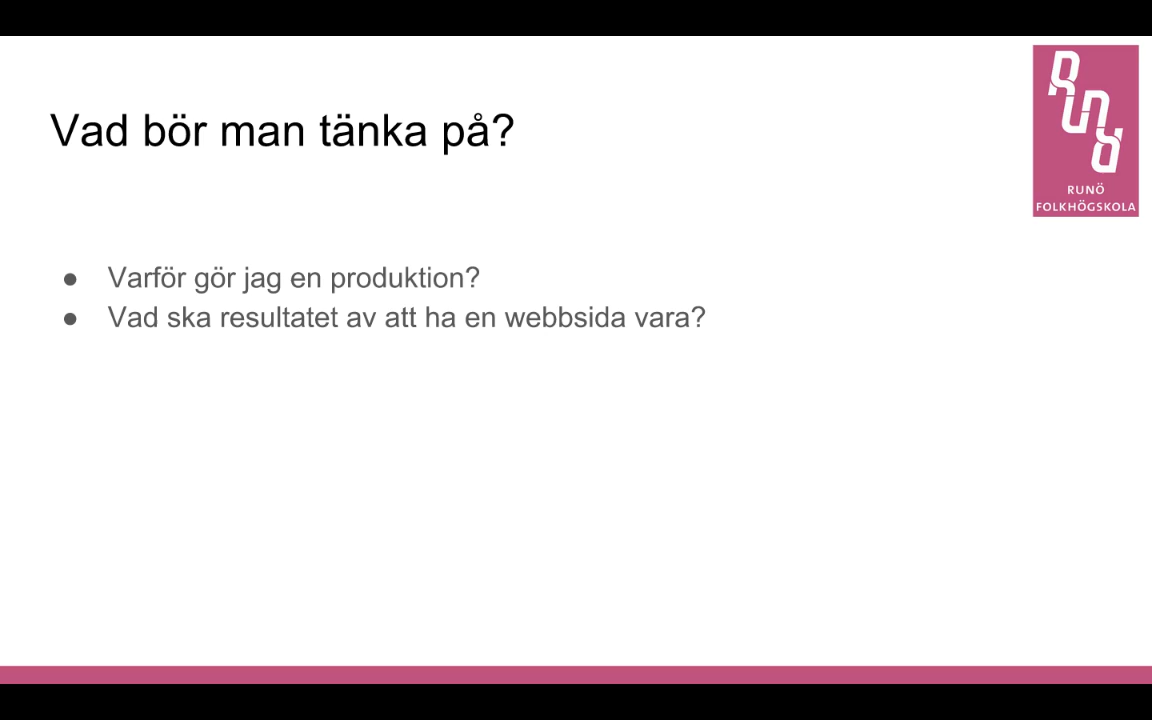 Vad bör man tänka på?
RUNÖ
RUNÖ
FOLKHÖGSKOLA
● Varför gör jag en produktion?
● Vad ska resultatet av att ha en webbsida vara?